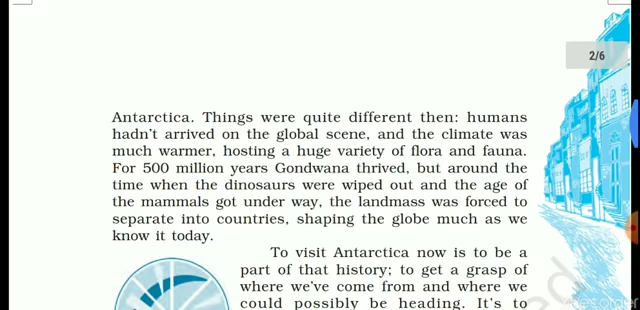 2/6
Antarctica. Things were quite different then: humans
hadn't arrived on the global scene, and the climate was
much warmer, hosting a huge variety of flora and fauna.
For 500 million years Gondwana thrived, but around the
time when the dinosaurs were wiped out and the age of
the mammals got under way, the landmass was forced to
separate into countries, shaping the globe much as we
know it today.
To visit Antarctica now is to be a
part of that history; to get a grasp of
where we've come from and where we
could possibly be heading. It's to